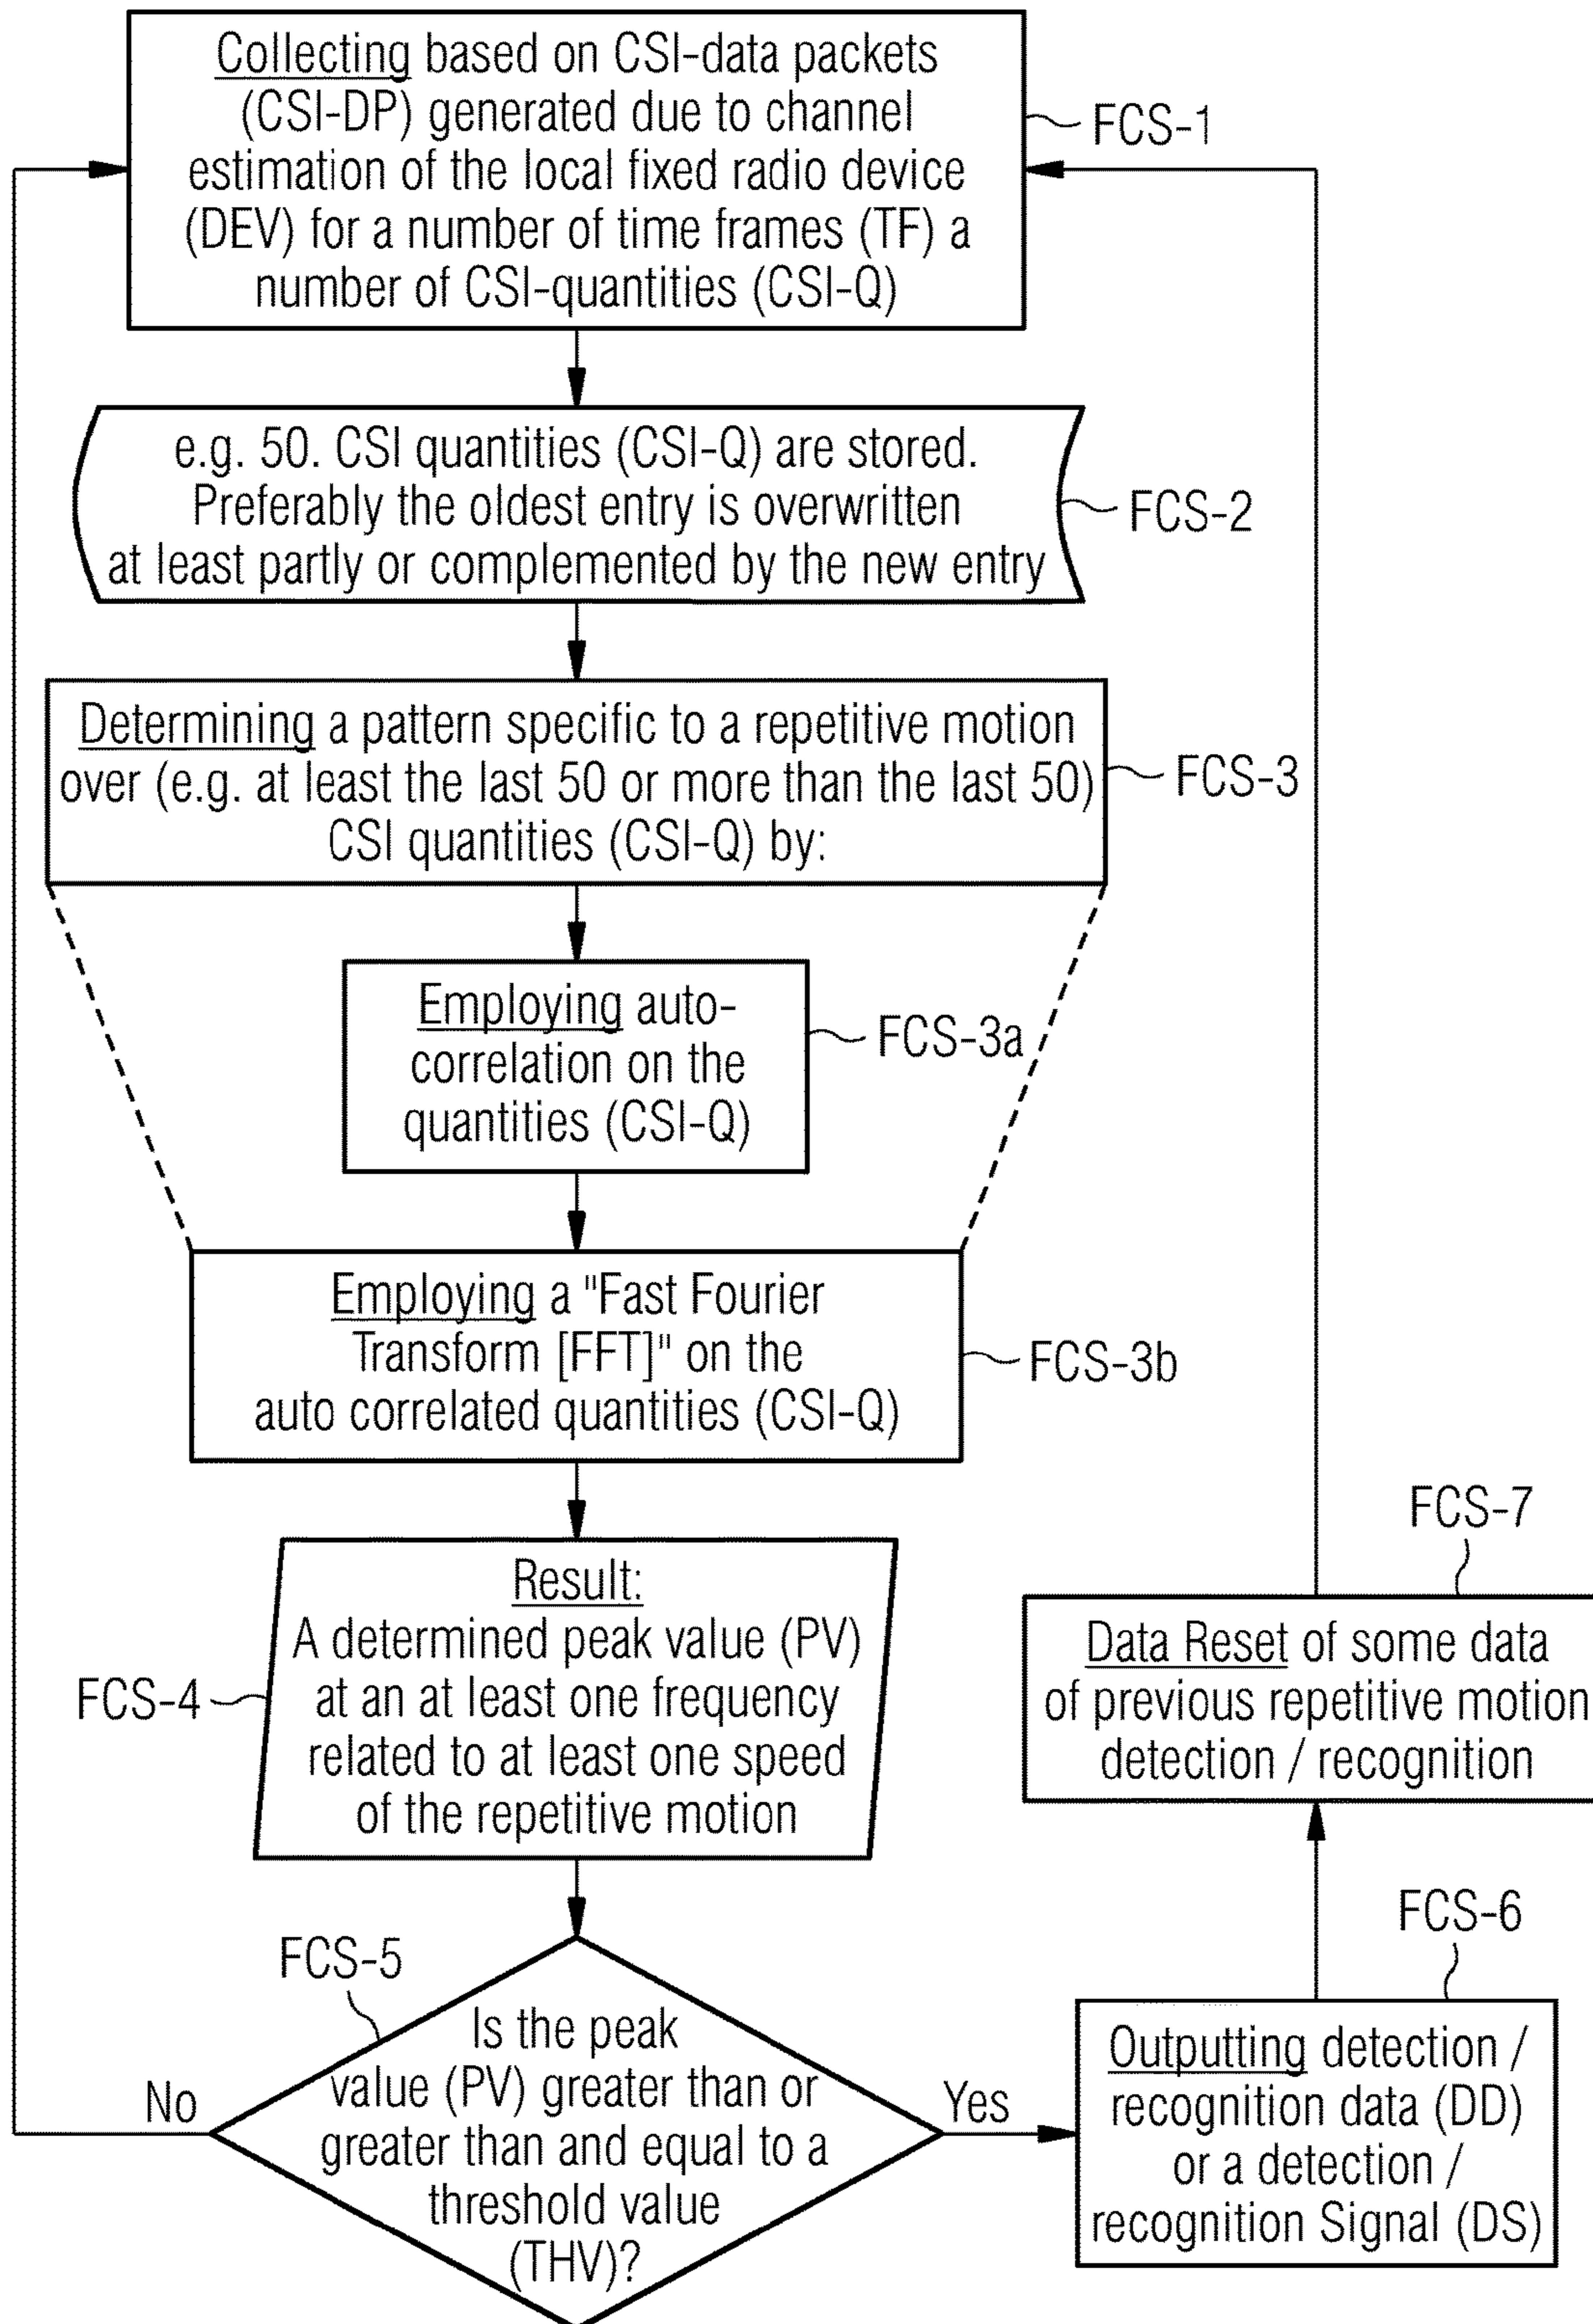 Collecting based on CSI-data packets
(CSI-DP) generated due to channel
estimation of the local fixed radio device
(DEV) for a number of time frames (TF) a
number of CSI-quantities (CSI-Q)
FCS-1
e.g. 50. CSI quantities (CSI-Q) are stored.
Preferably the oldest entry is overwritten
at least partly or complemented by the new entry
FCS-2
Determining a pattern specific to a repetitive motion
over (e.g. at least the last 50 or more than the last 50)
CSI quantities (CSI-Q) by:
FCS-3
Employing auto-
correlation on the
quantities (CSI-Q)
FCS-3a
Employing a "Fast Fourier
Transform [FFT]" on the
auto correlated quantities (CSI-Q)
FCS-3b
Result:
A determined peak value (PV)
at an at least one frequency
related to at least one speed
of the repetitive motion
FCS-4
FCS-5
Is the peak
value (PV) greater than or
greater than and equal to a
threshold value
(THV)?
No
Yes
FCS-6
Outputting detection /
recognition data (DD)
or a detection /
recognition Signal (DS)
FCS-7
Data Reset of some data
of previous repetitive motion
detection / recognition